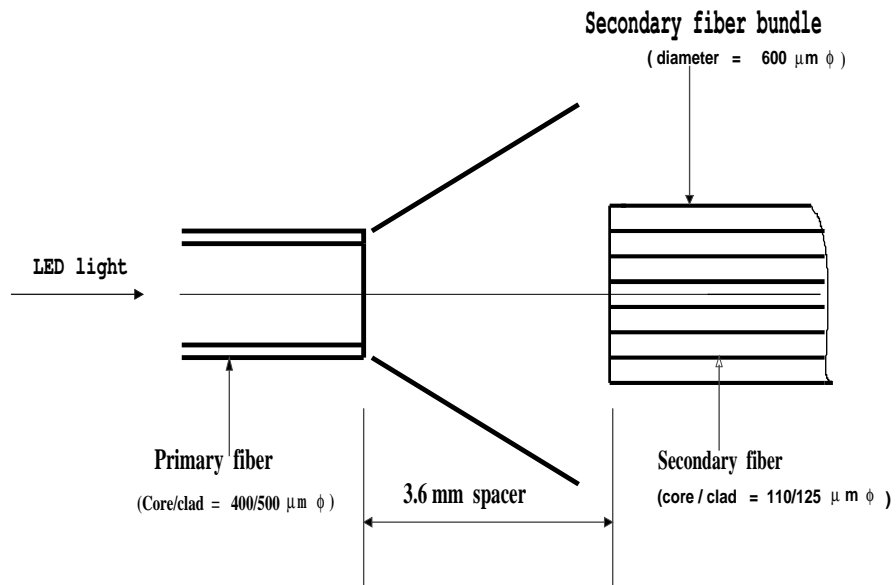 Secondary fiber bundle
( diameter = 600 μm φ )
LED light
Primary fiber
(Core/clad = 400/500 μm φ)
3.6 mm spacer
Secondary fiber
(core / clad = 110/125 μ m φ )